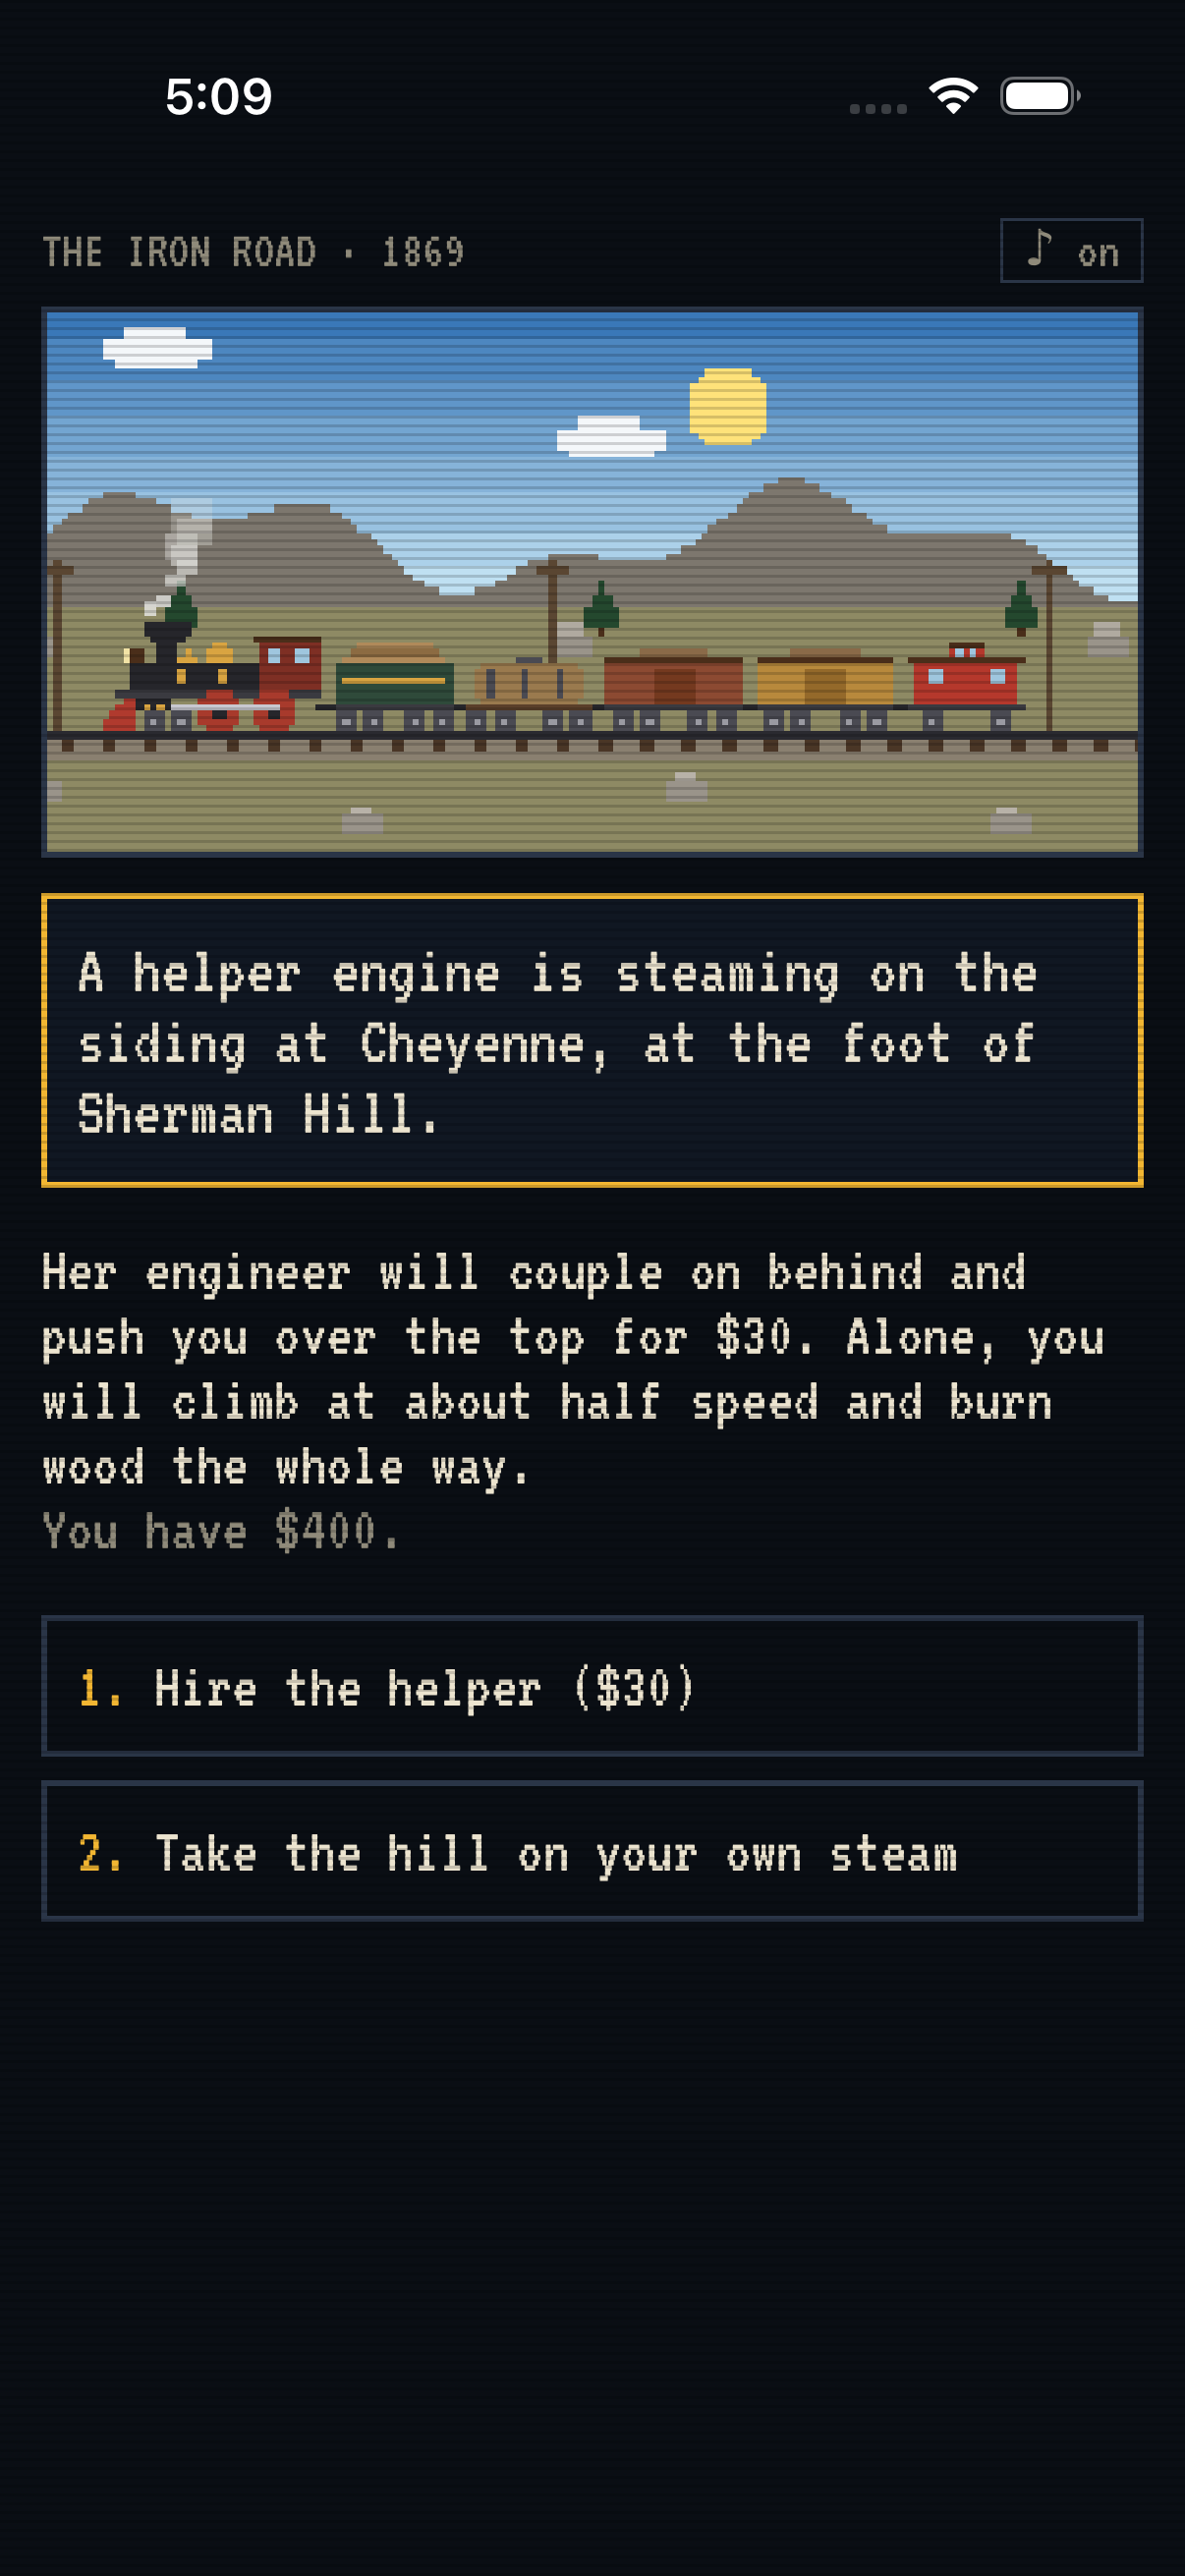 5:09
THE IRON ROAD · 1869
♪ on
A helper engine is steaming on the
siding at Cheyenne, at the foot of
Sherman Hill.
Her engineer will couple on behind and
push you over the top for $30. Alone, you
will climb at about half speed and burn
wood the whole way.
You have $400.
1. Hire the helper ($30)
2. Take the hill on your own steam